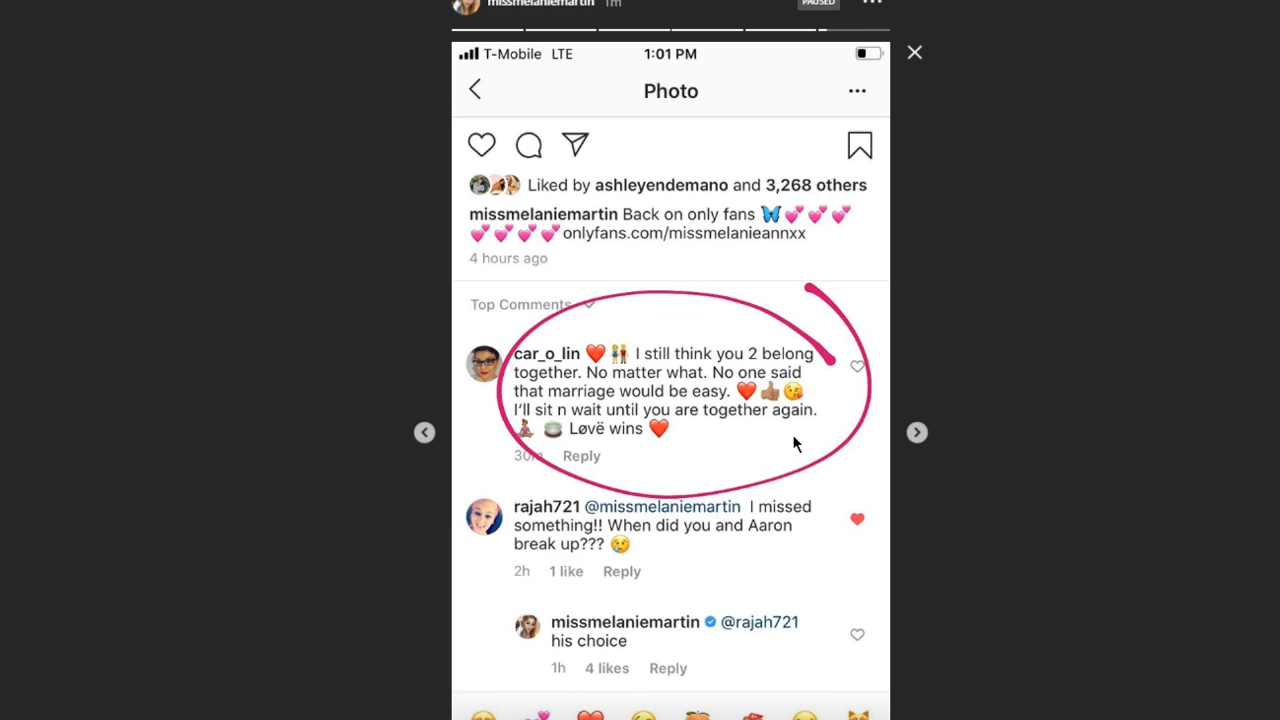 missmelaniemartin 1m PAUSED
T-Mobile LTE 1:01 PM
Photo
Liked by ashleyendemano and 3,268 others
missmelaniemartin Back on only fans 🦋💕💕💕
💕💕💕💕onlyfans.com/missmelanieannxx
4 hours ago
Top Comments
car_o_lin ❤️👫 I still think you 2 belong
together. No matter what. No one said
that marriage would be easy. ❤️👍🏽😘
I'll sit n wait until you are together again.
🧘🏽‍♀️ 🍵 Løvë wins ❤️
30m Reply
rajah721 @missmelaniemartin I missed
something!! When did you and Aaron
break up??? 😢
2h 1 like Reply
missmelaniemartin @rajah721
his choice
1h 4 likes Reply